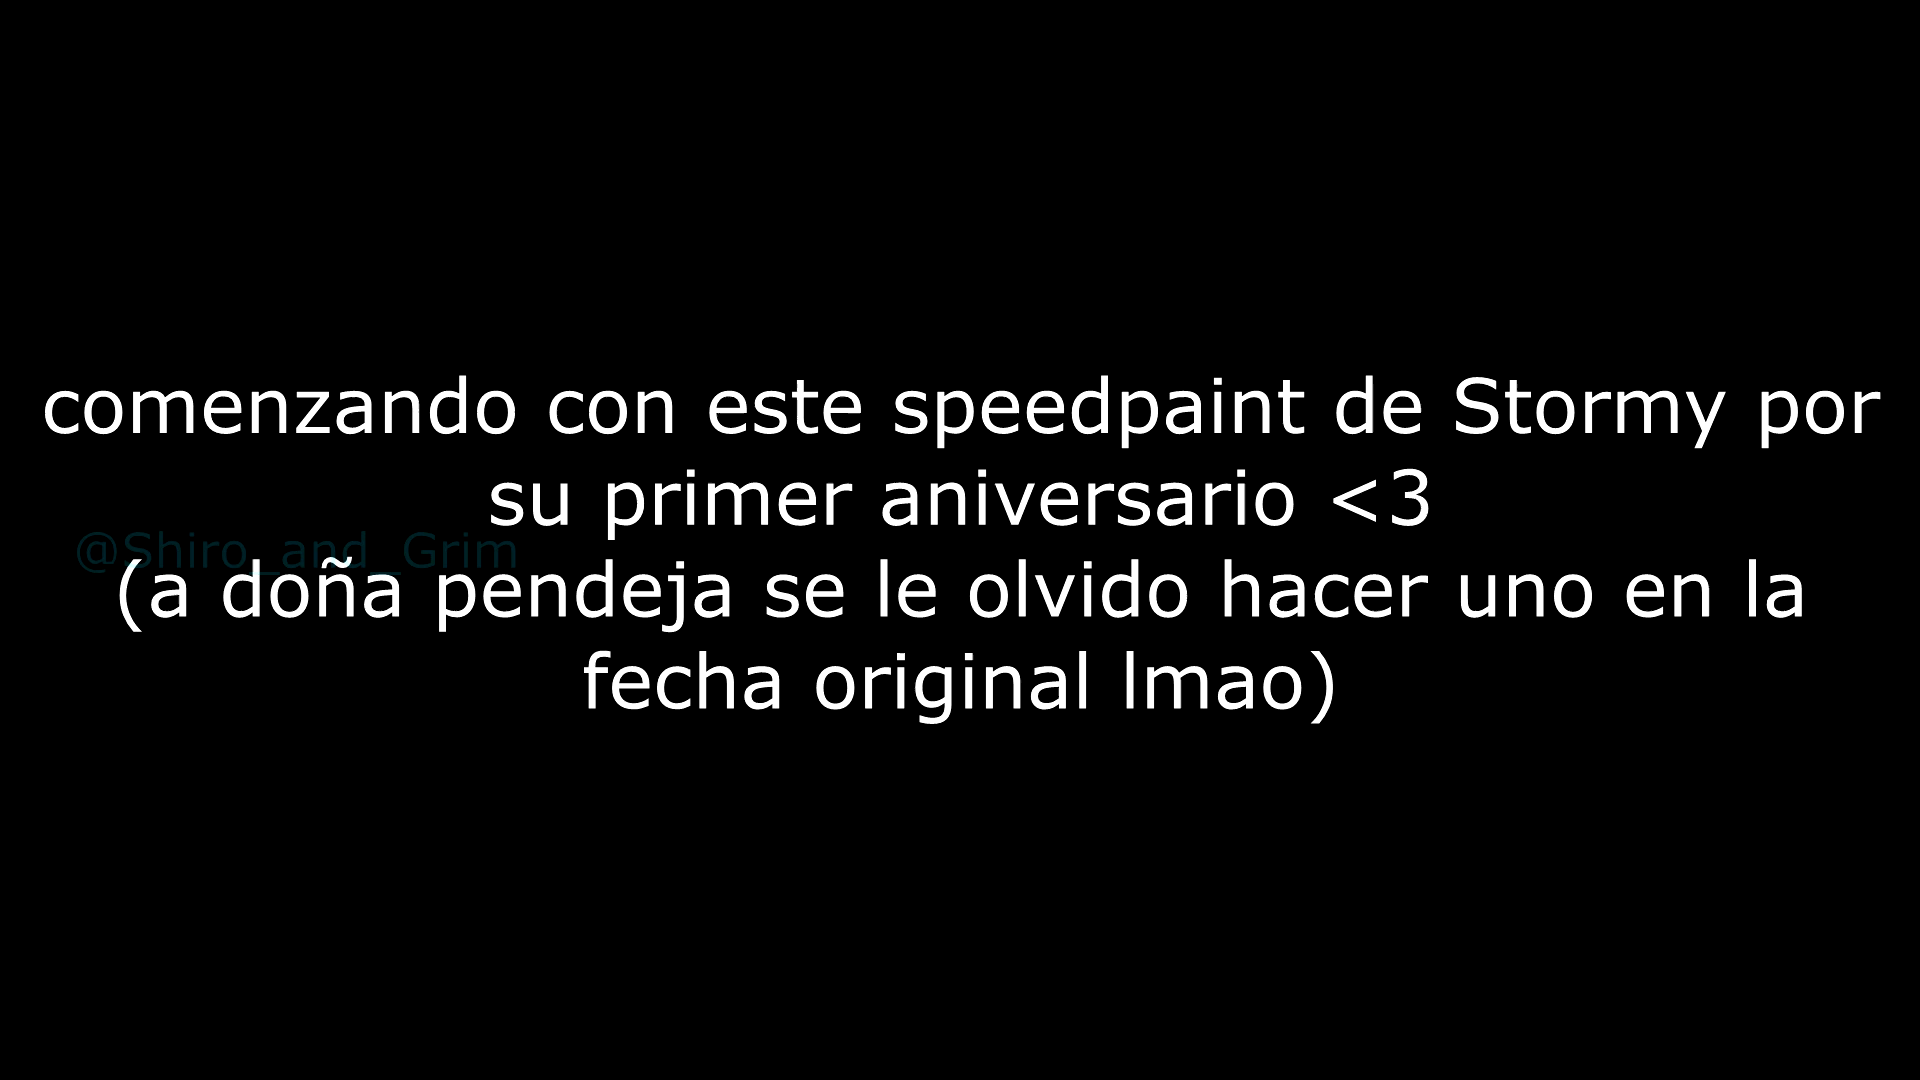 comenzando con este speedpaint de Stormy por
su primer aniversario <3
@Shiro_and_Grim
(a doña pendeja se le olvido hacer uno en la
fecha original lmao)